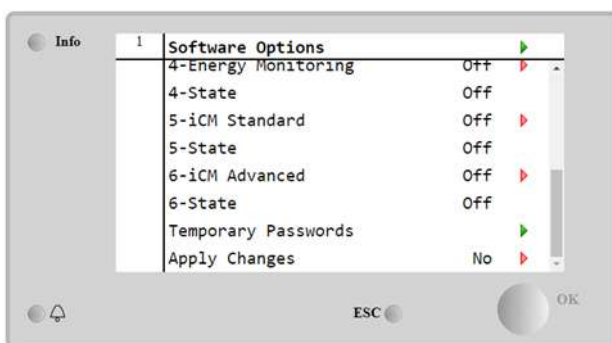 Info
1
Software Options
4-Energy Monitoring Off
4-State Off
5-iCM Standard Off
5-State Off
6-iCM Advanced Off
6-State Off
Temporary Passwords
Apply Changes No
ESC
OK